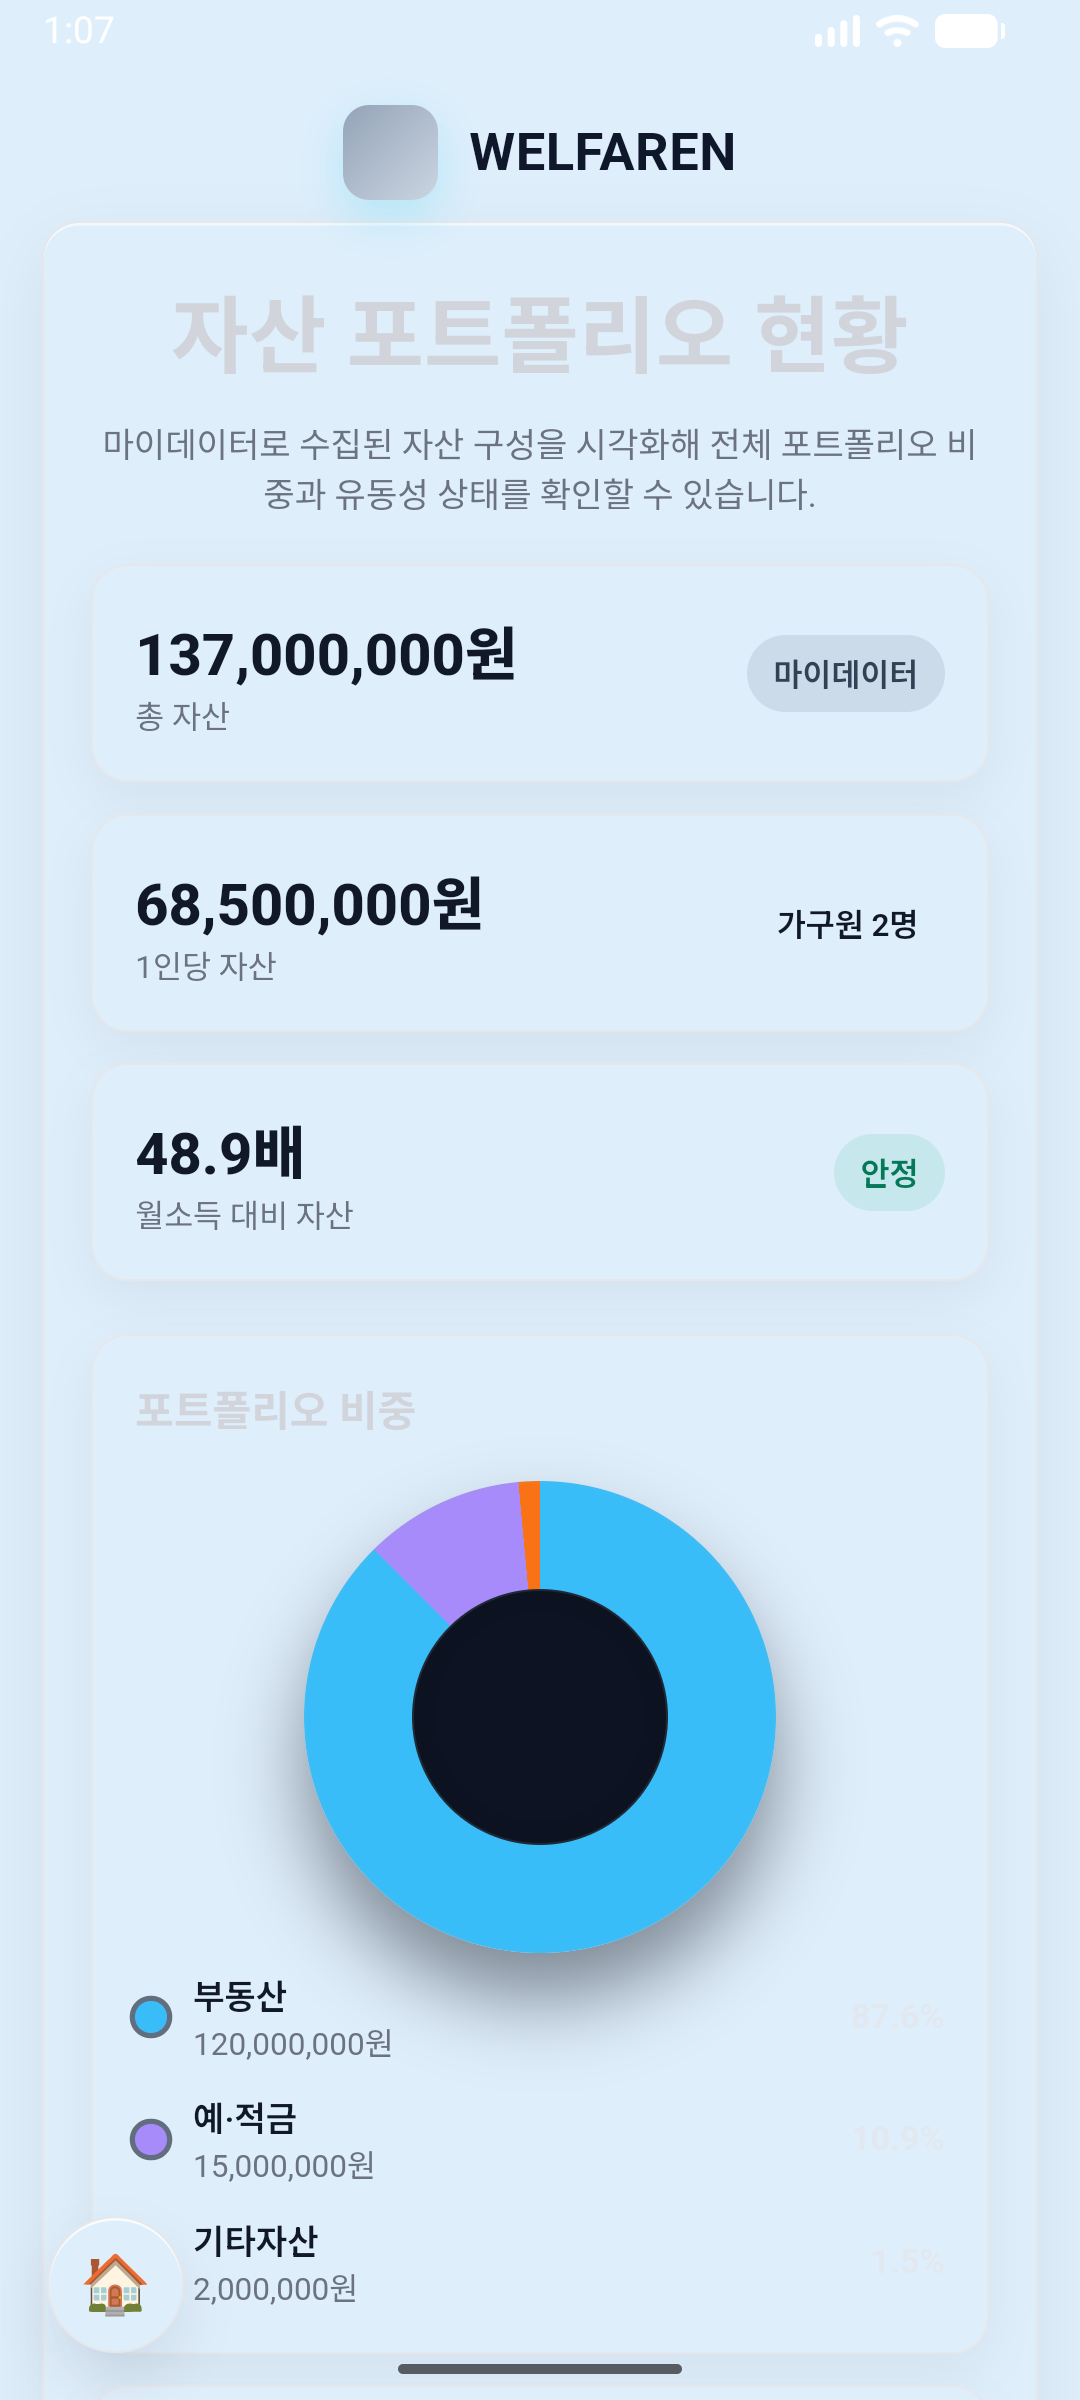 1:07
WELFAREN
자산 포트폴리오 현황
마이데이터로 수집된 자산 구성을 시각화해 전체 포트폴리오 비
중과 유동성 상태를 확인할 수 있습니다.
137,000,000원
총 자산
마이데이터
68,500,000원
1인당 자산
가구원 2명
48.9배
월소득 대비 자산
안정
포트폴리오 비중
부동산
120,000,000원
87.6%
예·적금
15,000,000원
10.9%
기타자산
2,000,000원
1.5%